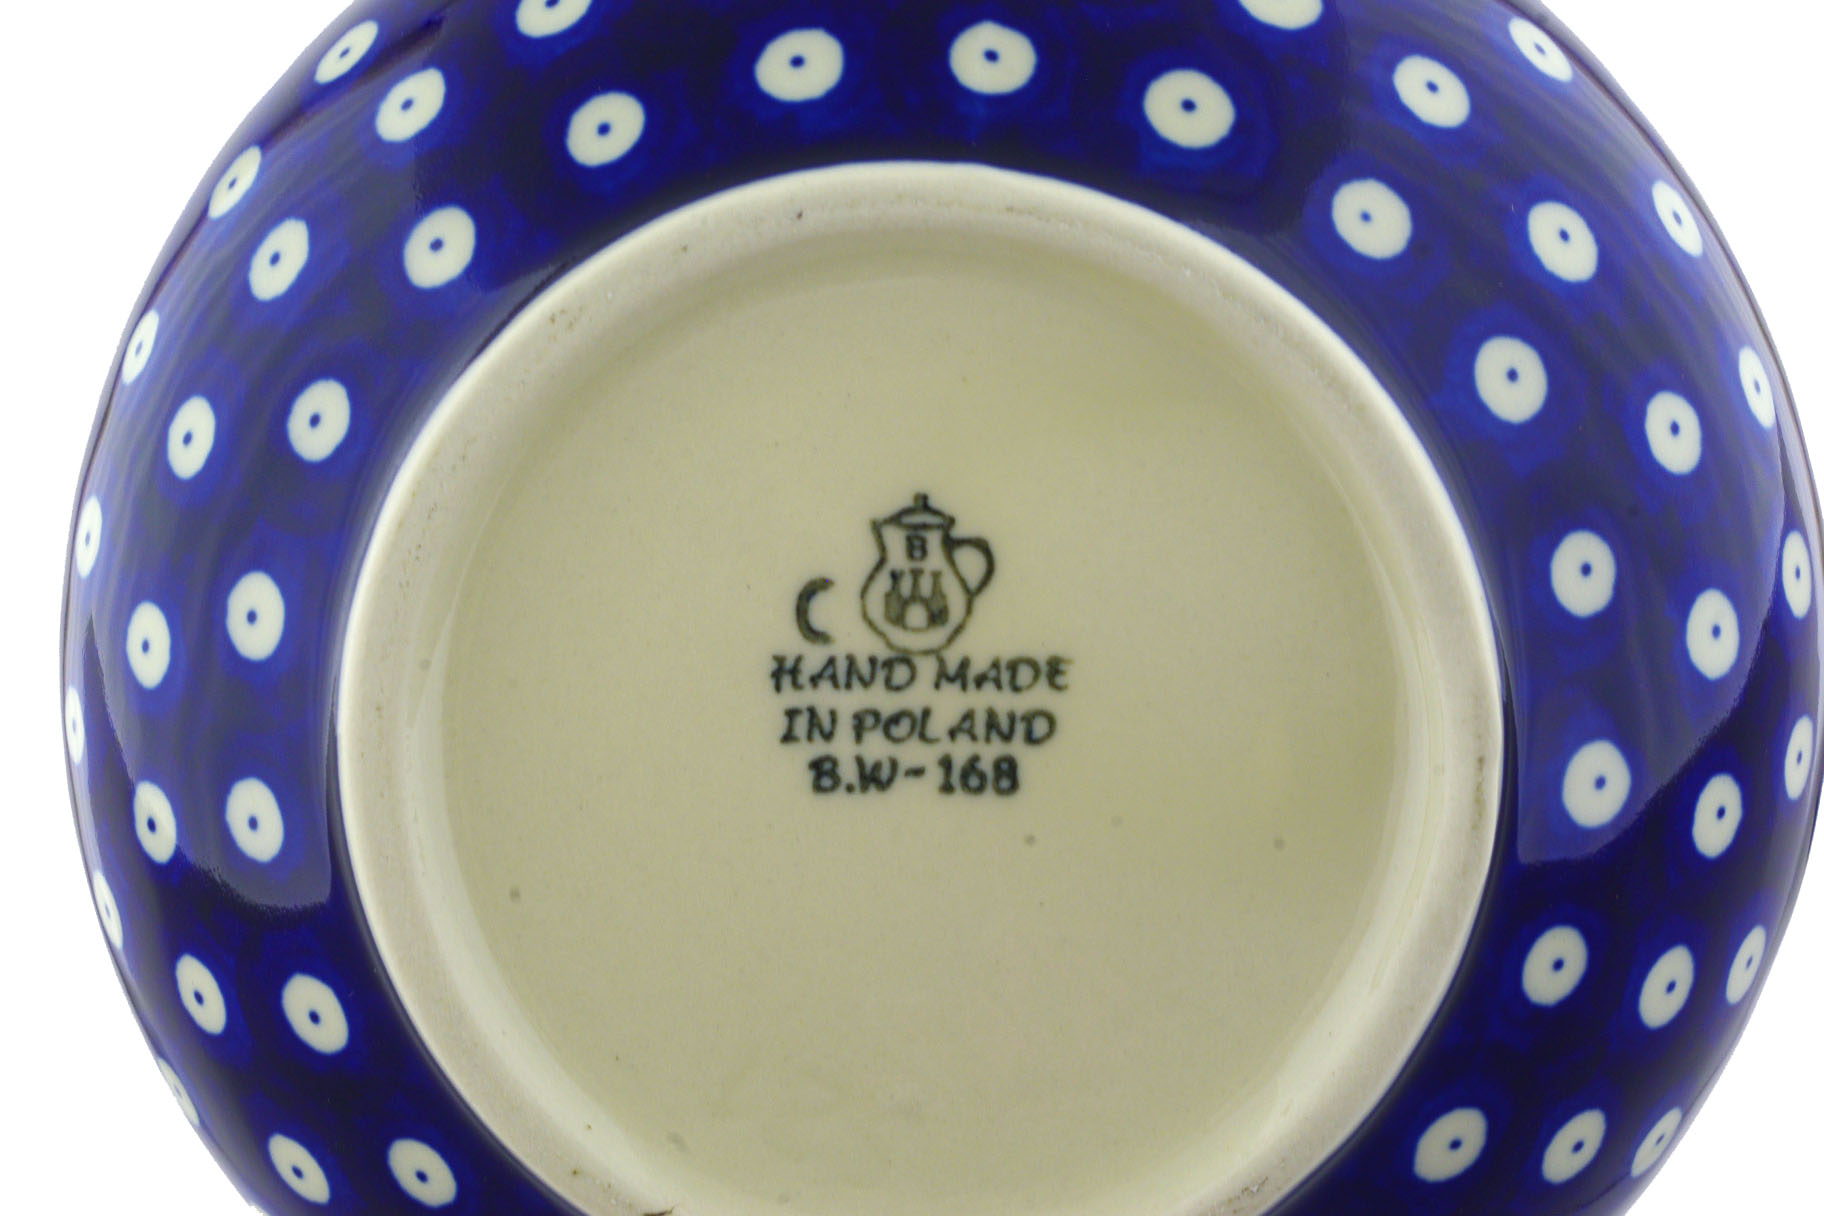 B
C
HAND MADE
IN POLAND
B.W-168